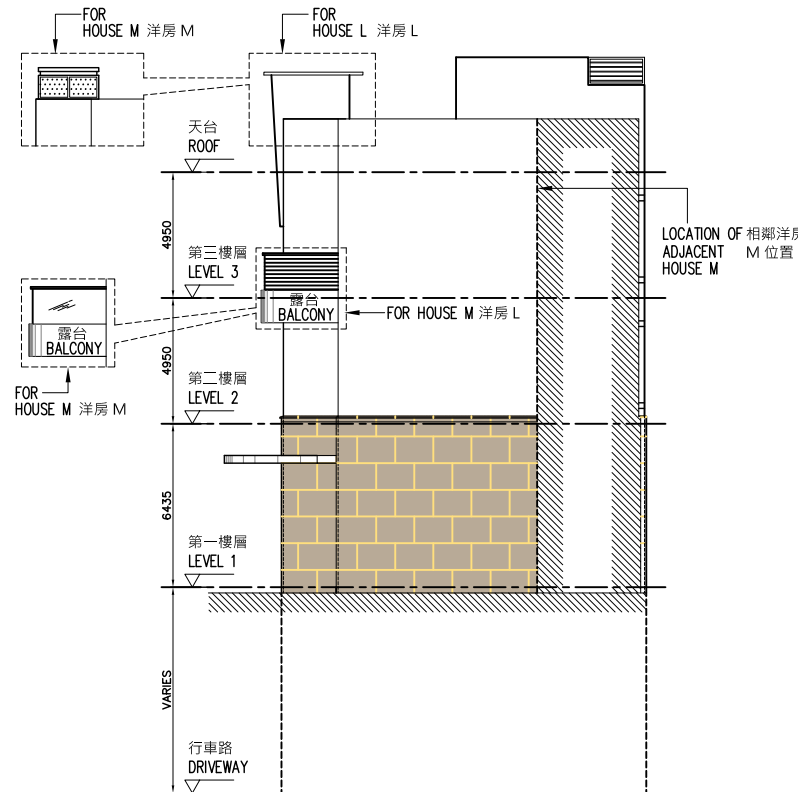 FOR
HOUSE M 洋房 M
FOR
HOUSE L 洋房 L
天台
ROOF
4950
LOCATION OF 相鄰洋房
ADJACENT M 位置
HOUSE M
第三樓層
LEVEL 3
露台
BALCONY
FOR HOUSE M 洋房 L
露台
BALCONY
FOR
HOUSE M 洋房 M
4950
第二樓層
LEVEL 2
6435
第一樓層
LEVEL 1
VARIES
行車路
DRIVEWAY